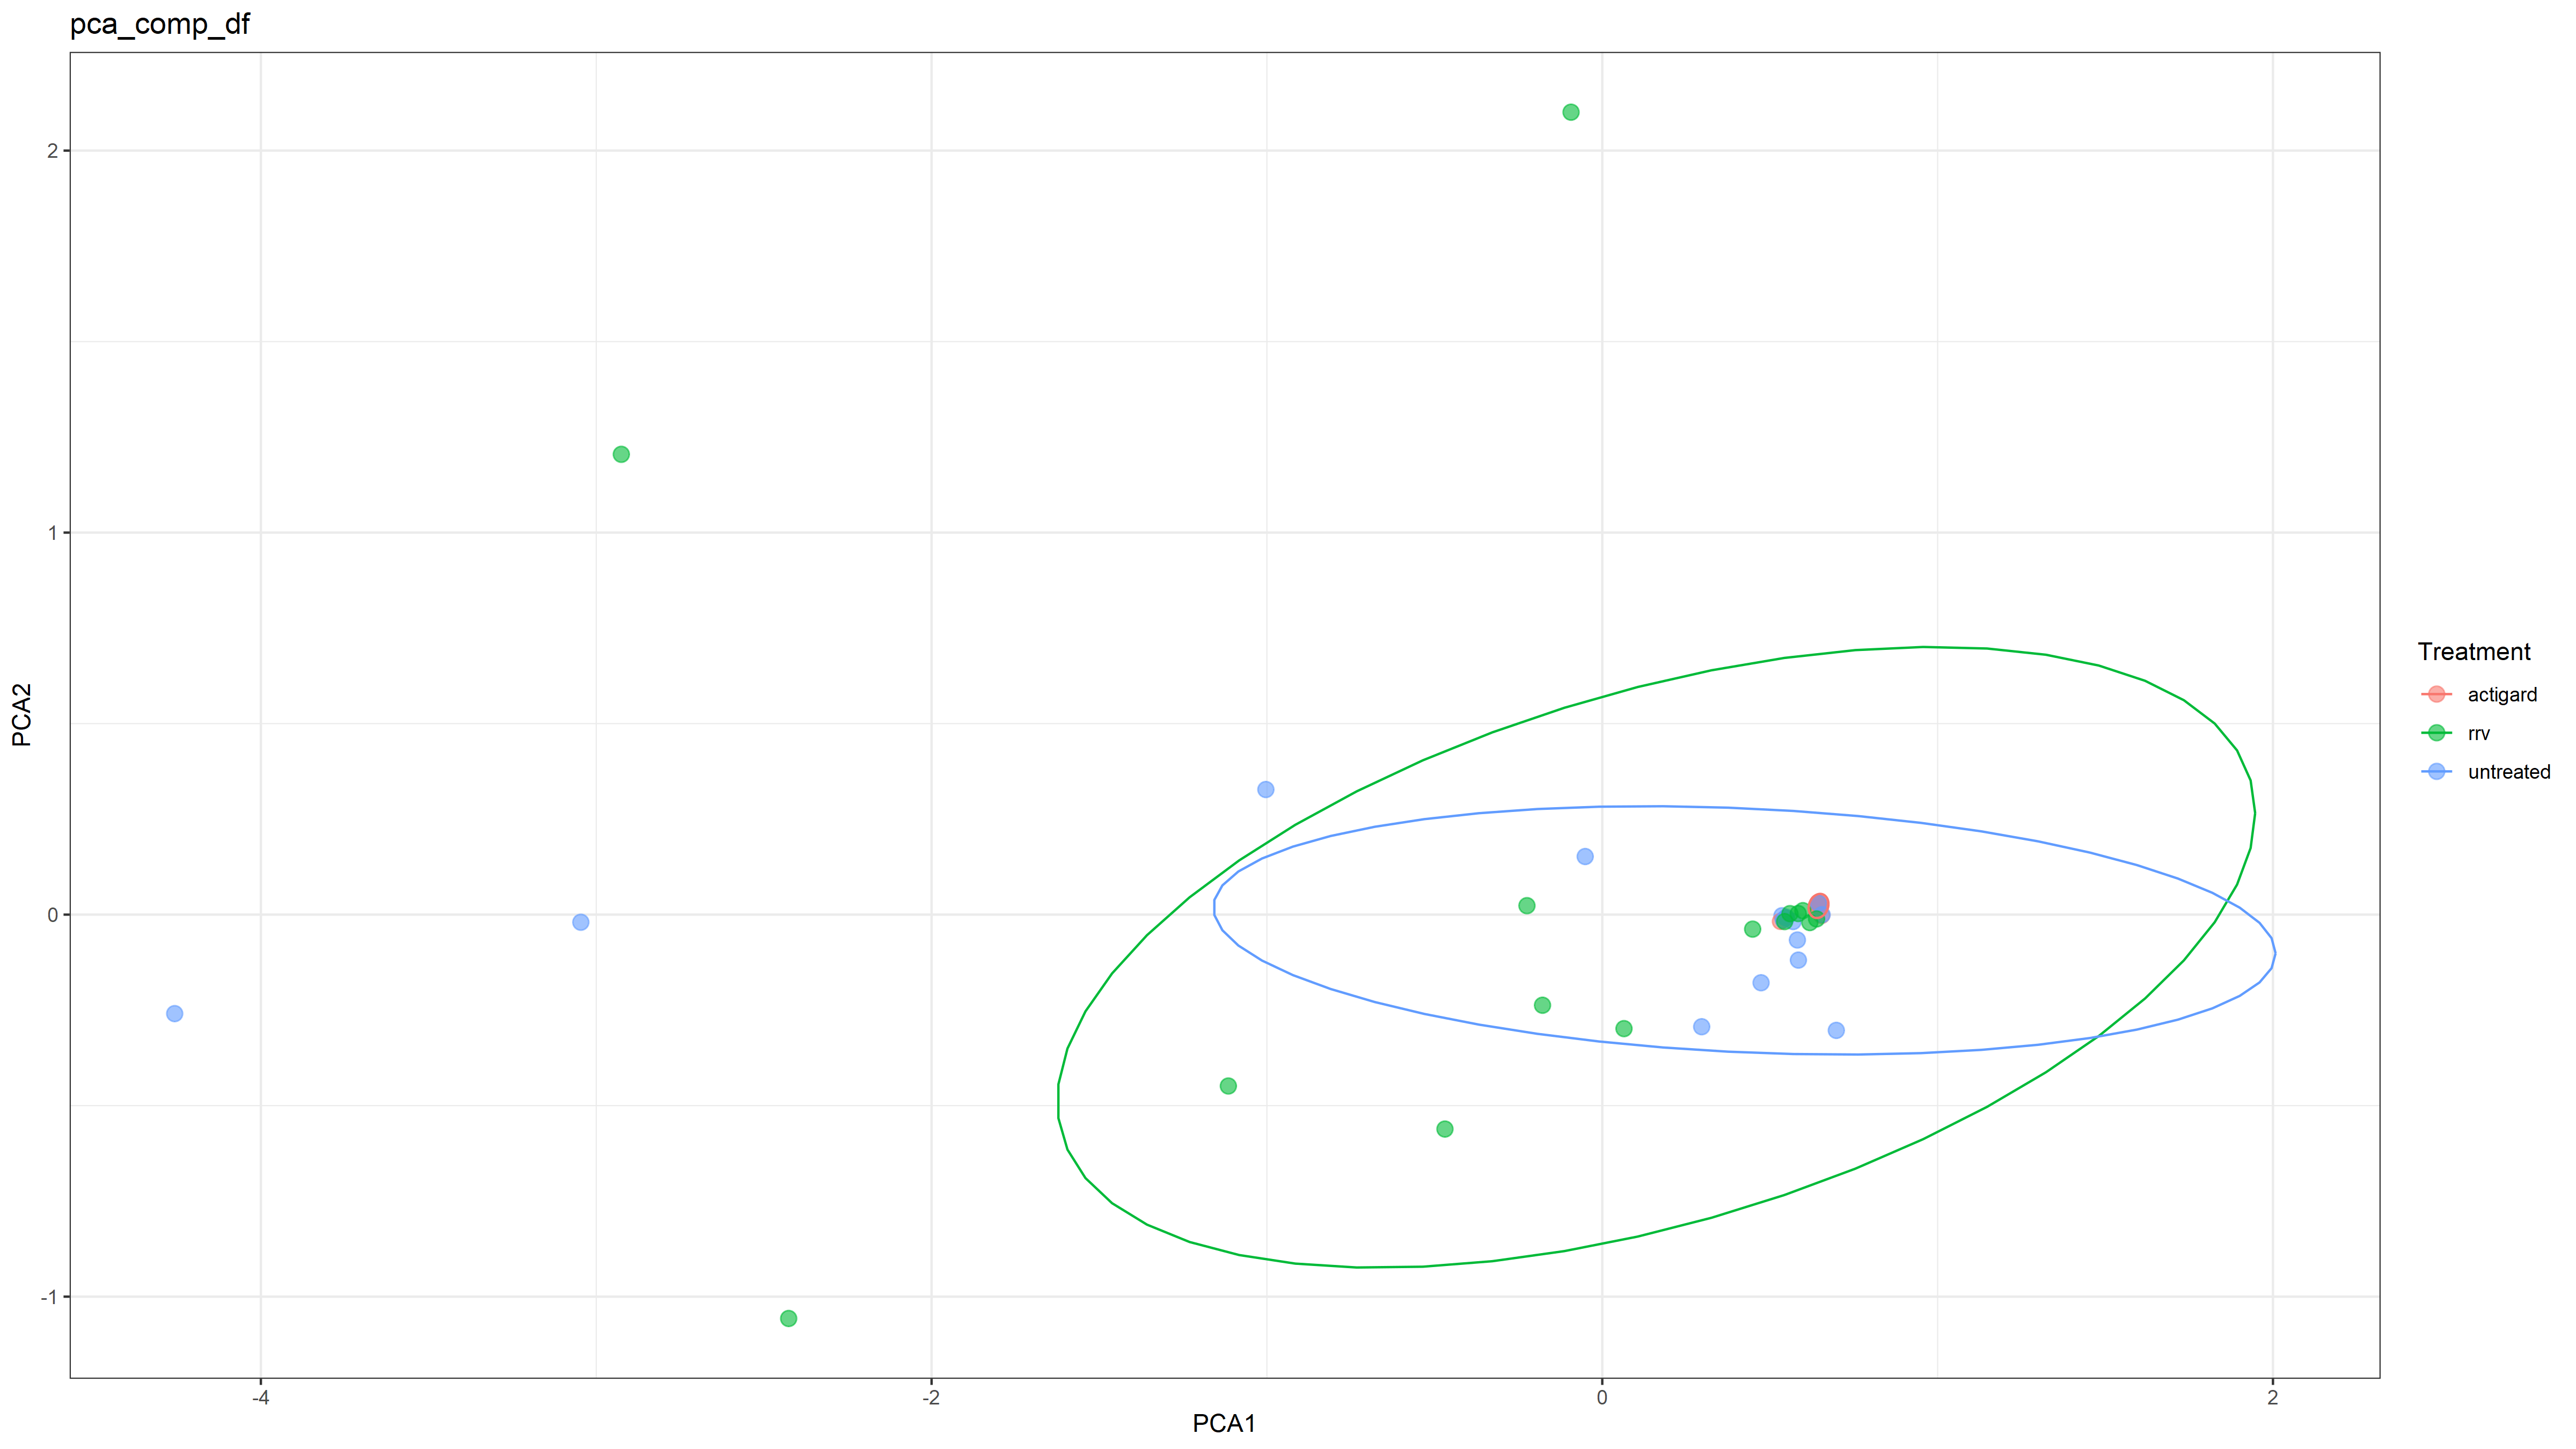 pca_comp_df
2
1
0
-1
PCA2
-4
-2
0
2
PCA1
Treatment
actigard
rrv
untreated